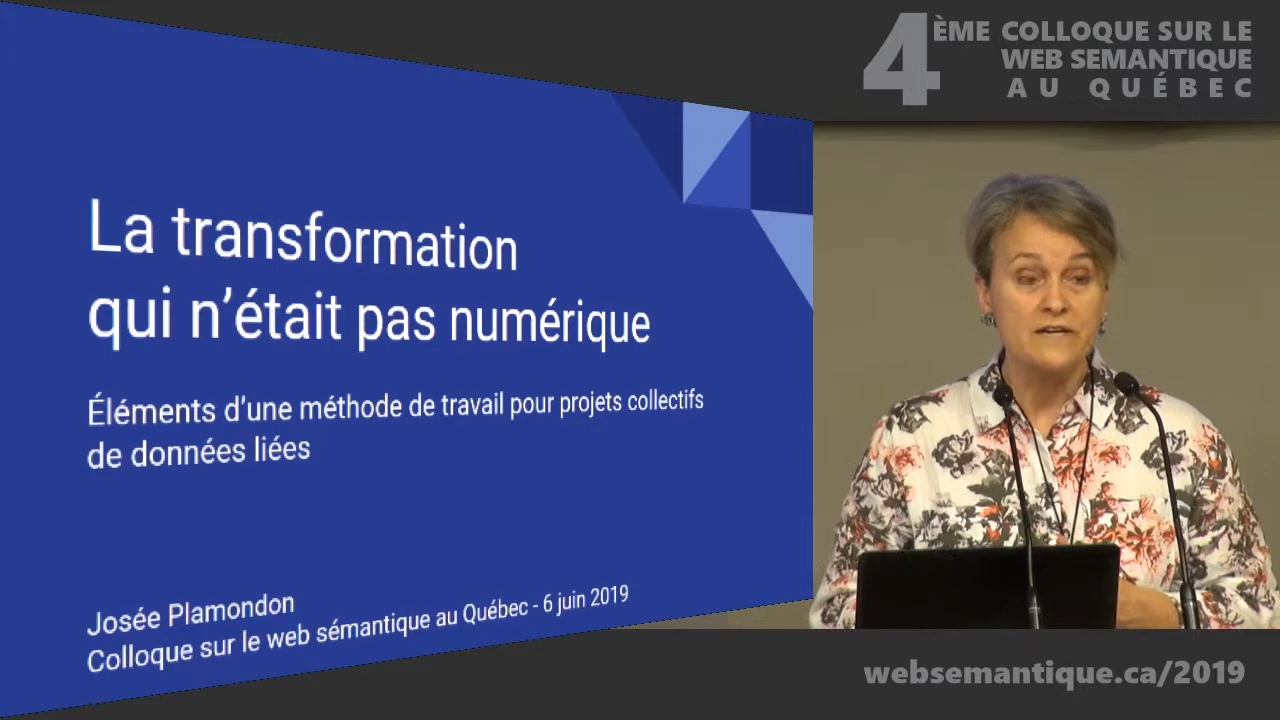 La transformation
qui n’était pas numérique
Éléments d’une méthode de travail pour projets collectifs
de données liées
Josée Plamondon
Colloque sur le web sémantique au Québec - 6 juin 2019
4ÈME COLLOQUE SUR LE
WEB SEMANTIQUE
AU QUÉBEC
websemantique.ca/2019